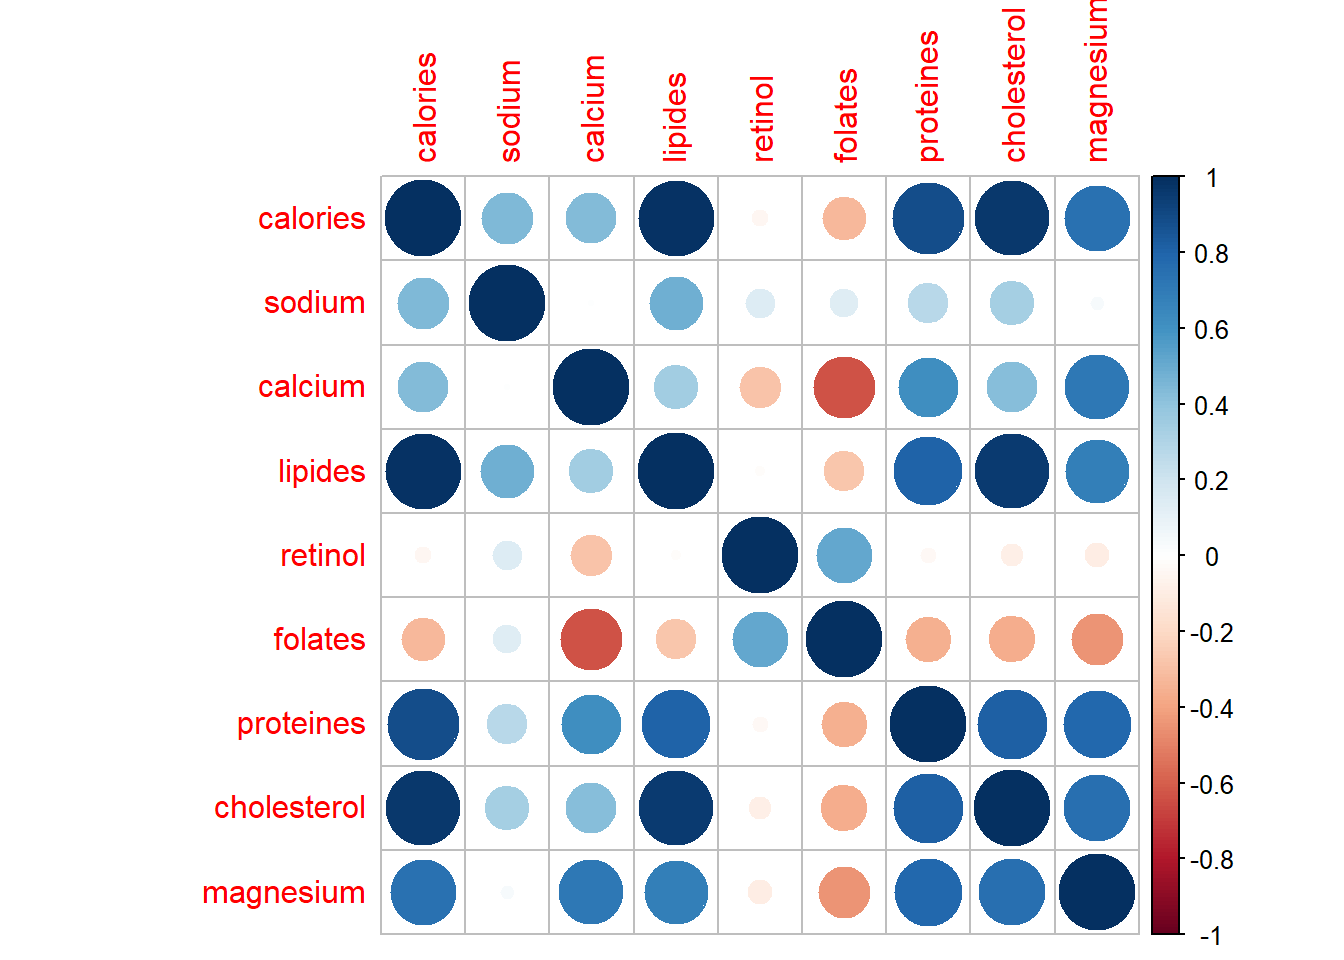 calories
sodium
calcium
lipides
retinol
folates
proteines
cholesterol
magnesium
calories
sodium
calcium
lipides
retinol
folates
proteines
cholesterol
magnesium
1
0.8
0.6
0.4
0.2
0
-0.2
-0.4
-0.6
-0.8
-1